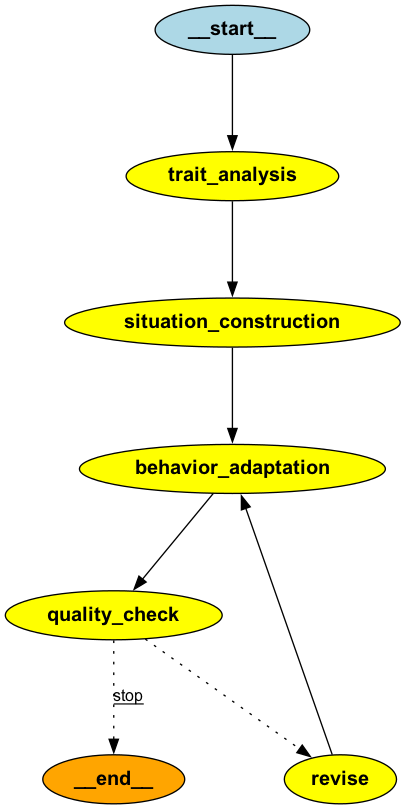 __start__
trait_analysis
situation_construction
behavior_adaptation
quality_check
stop
__end__
revise